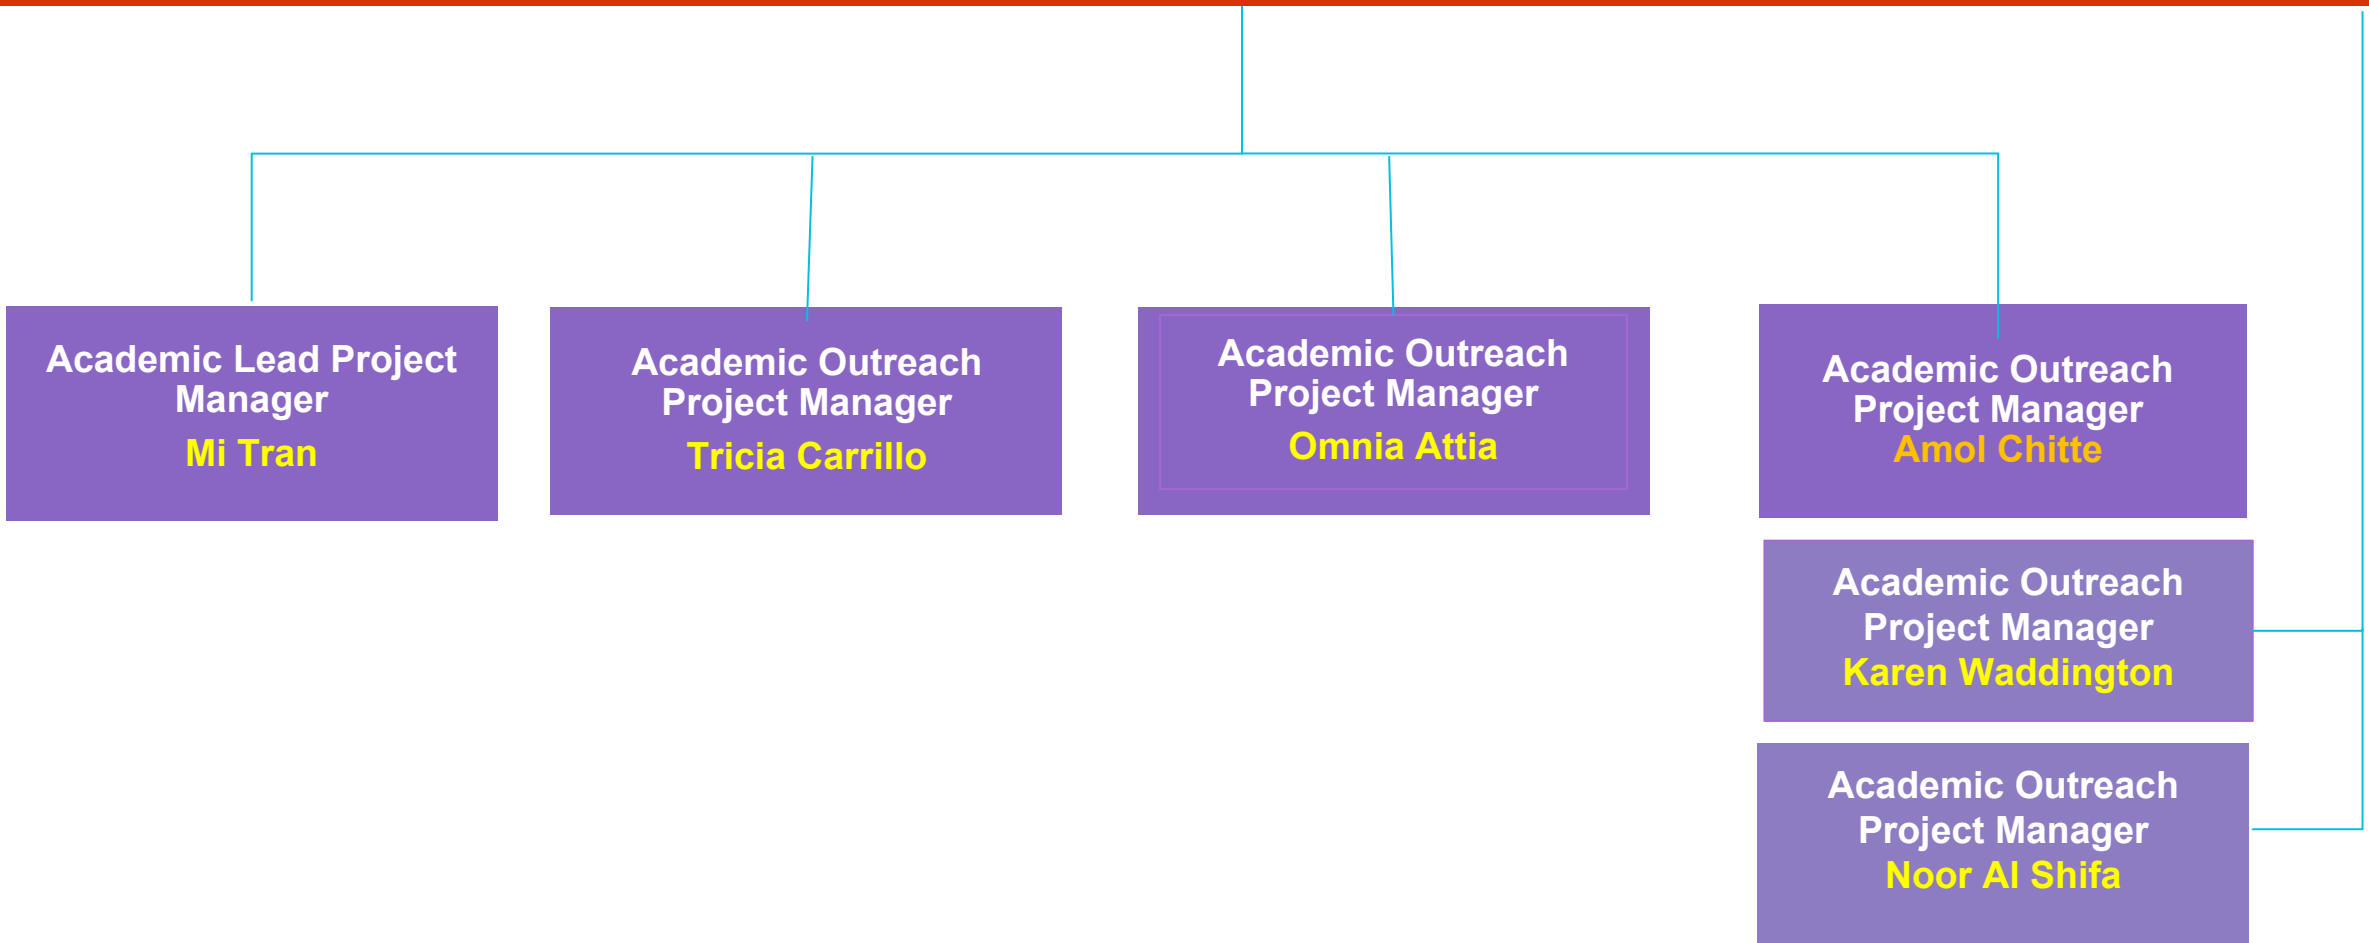 Academic Lead Project
Manager
Mi Tran
Academic Outreach
Project Manager
Tricia Carrillo
Academic Outreach
Project Manager
Omnia Attia
Academic Outreach
Project Manager
Amol Chitte
Academic Outreach
Project Manager
Karen Waddington
Academic Outreach
Project Manager
Noor Al Shifa